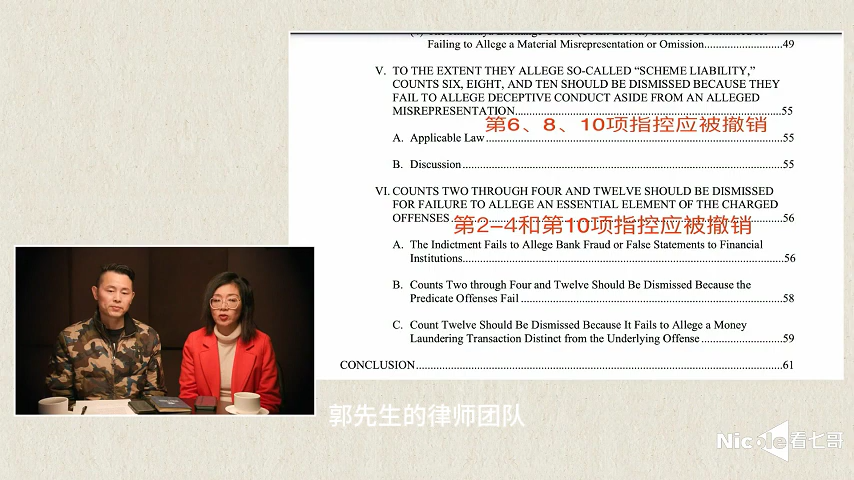 Failing to Allege a Material Misrepresentation or Omission............................49
V. TO THE EXTENT THEY ALLEGE SO-CALLED “SCHEME LIABILITY,”
COUNTS SIX, EIGHT, AND TEN SHOULD BE DISMISSED BECAUSE THEY
FAIL TO ALLEGE DECEPTIVE CONDUCT ASIDE FROM AN ALLEGED
MISREPRESENTATION............................55
第6、8、10项指控应被撤销
A. Applicable Law............................55
B. Discussion............................55
VI. COUNTS TWO THROUGH FOUR AND TWELVE SHOULD BE DISMISSED
FOR FAILURE TO ALLEGE AN ESSENTIAL ELEMENT OF THE CHARGED
OFFENSES............................56
第2-4和第10项指控应被撤销
A. The Indictment Fails to Allege Bank Fraud or False Statements to Financial
Institutions............................56
B. Counts Two through Four and Twelve Should Be Dismissed Because the
Predicate Offenses Fail............................58
C. Count Twelve Should Be Dismissed Because It Fails to Allege a Money
Laundering Transaction Distinct from the Underlying Offense............................59
CONCLUSION............................61
郭先生的律师团队
Nicole看七哥